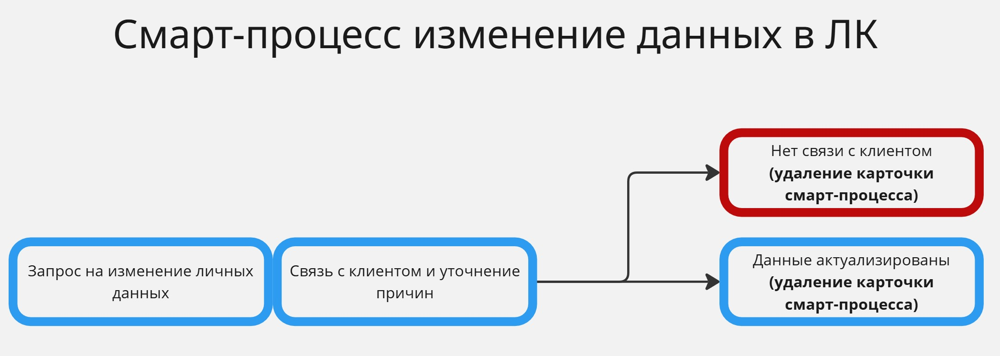 Смарт-процесс изменение данных в ЛК
Нет связи с клиентом
(удаление карточки
смарт-процесса)
Запрос на изменение личных
данных
Связь с клиентом и уточнение
причин
Данные актуализированы
(удаление карточки
смарт-процесса)